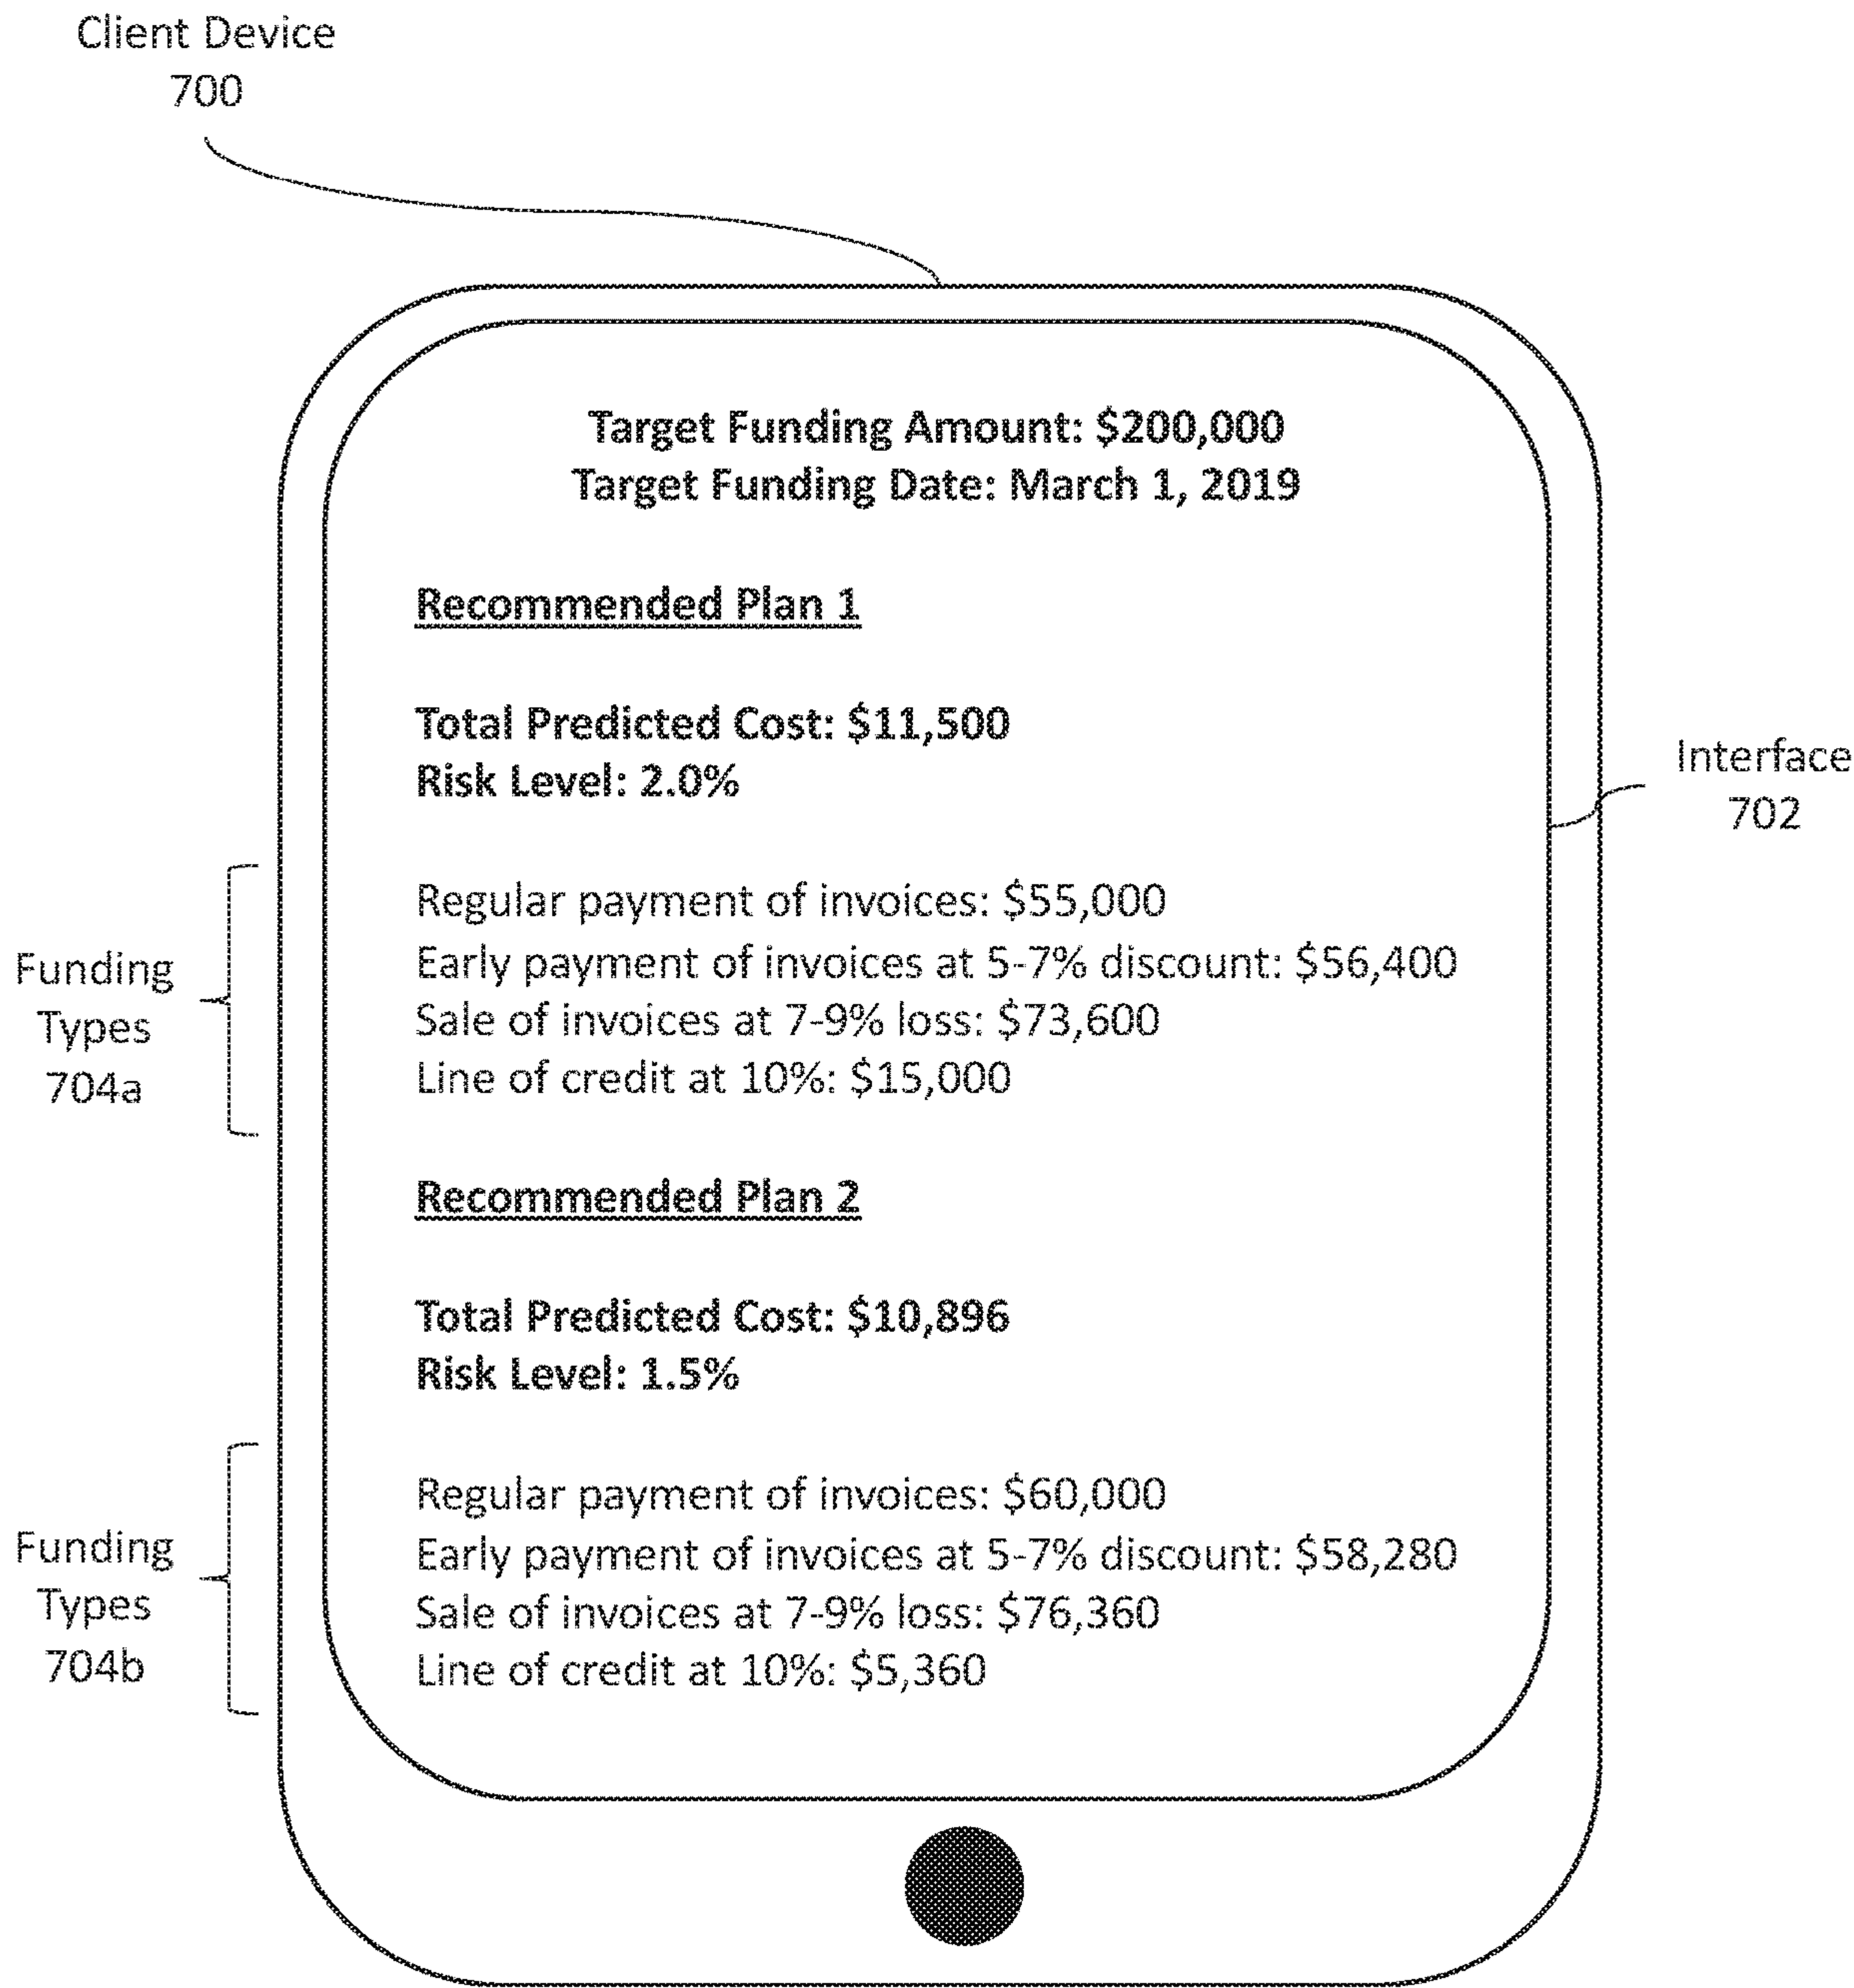 Client Device
700
Target Funding Amount: $200,000
Target Funding Date: March 1, 2019
Recommended Plan 1
Total Predicted Cost: $11,500
Risk Level: 2.0%
Interface
702
Regular payment of invoices: $55,000
Early payment of invoices at 5-7% discount: $56,400
Sale of invoices at 7-9% loss: $73,600
Line of credit at 10%: $15,000
Funding
Types
704a
Recommended Plan 2
Total Predicted Cost: $10,896
Risk Level: 1.5%
Regular payment of invoices: $60,000
Early payment of invoices at 5-7% discount: $58,280
Sale of invoices at 7-9% loss: $76,360
Line of credit at 10%: $5,360
Funding
Types
704b